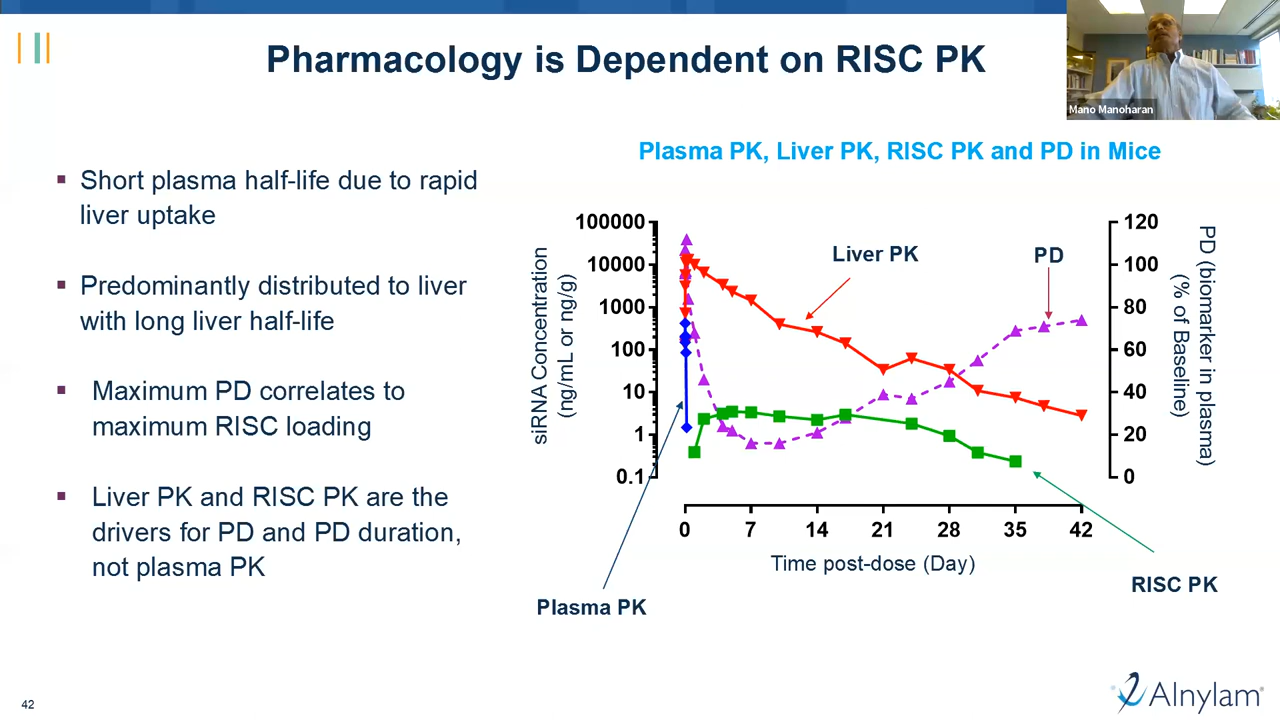 Pharmacology is Dependent on RISC PK
Mano Manoharan
▪ Short plasma half-life due to rapid
liver uptake
▪ Predominantly distributed to liver
with long liver half-life
▪ Maximum PD correlates to
maximum RISC loading
▪ Liver PK and RISC PK are the
drivers for PD and PD duration,
not plasma PK
Plasma PK, Liver PK, RISC PK and PD in Mice
siRNA Concentration
(ng/mL or ng/g)
100000
10000
1000
100
10
1
0.1
Liver PK
PD
120
100
80
60
40
20
0
PD (biomarker in plasma)
(% of Baseline)
0 7 14 21 28 35 42
Time post-dose (Day)
Plasma PK
RISC PK
42
Alnylam®